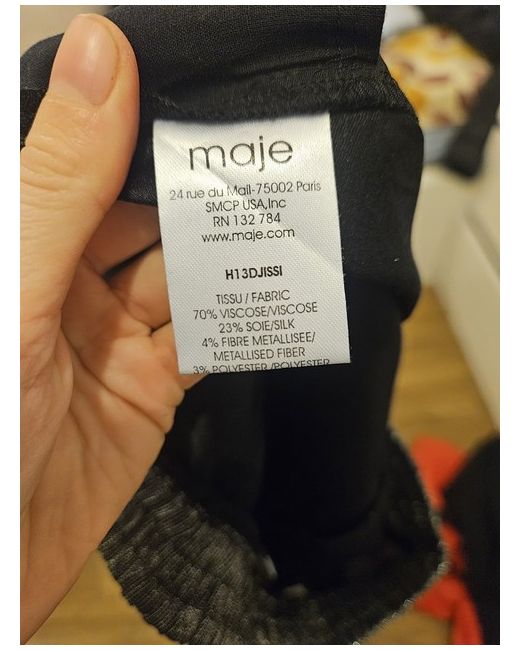 maje
24 rue du Mail-75002 Paris
SMCP USA,Inc
RN 132 784
www.maje.com
H13DJISSI
TISSU / FABRIC
70% VISCOSE/VISCOSE
23% SOIE/SILK
4% FIBRE METALLISEE/
METALLISED FIBER
3% POLYESTER/POLYESTER